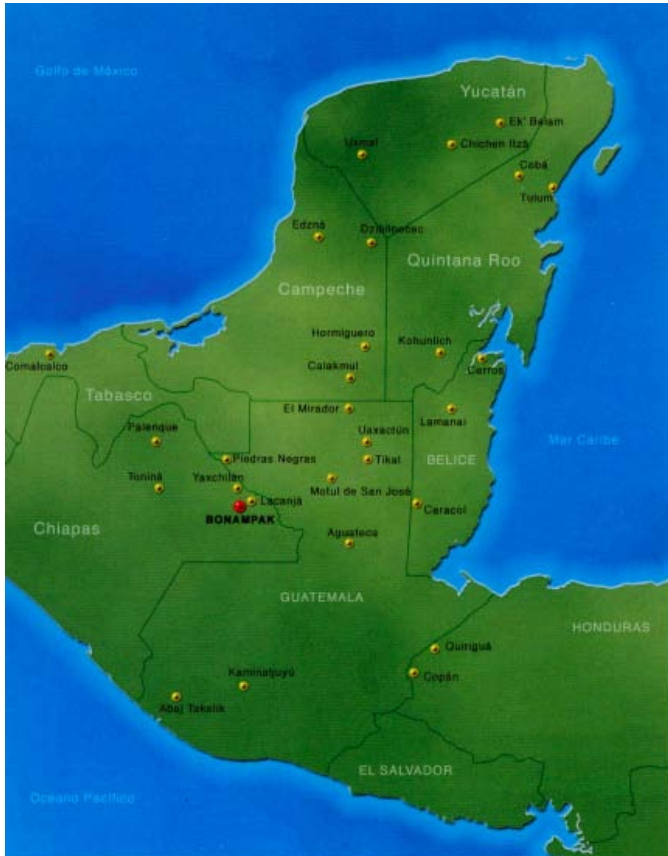 Golfo de México
Yucatán
Ek' Balam
Uxmal
Chichen Itzá
Cobá
Tulum
Edzná
Dzibilnocac
Quintana Roo
Campeche
Hormiguero
Kohunlich
Comalcalco
Calakmul
Cerros
Tabasco
El Mirador
Lamanai
Palenque
Uaxactún
Mar Caribe
Piedras Negras
Tikal
BELICE
Toniná
Yaxchilán
Motul de San José
Lacanjá
Caracol
BONAMPAK
Chiapas
Aguateca
GUATEMALA
HONDURAS
Quiriguá
Kaminaljuyú
Copán
Abaj Takalik
EL SALVADOR
Oceano Pacífico